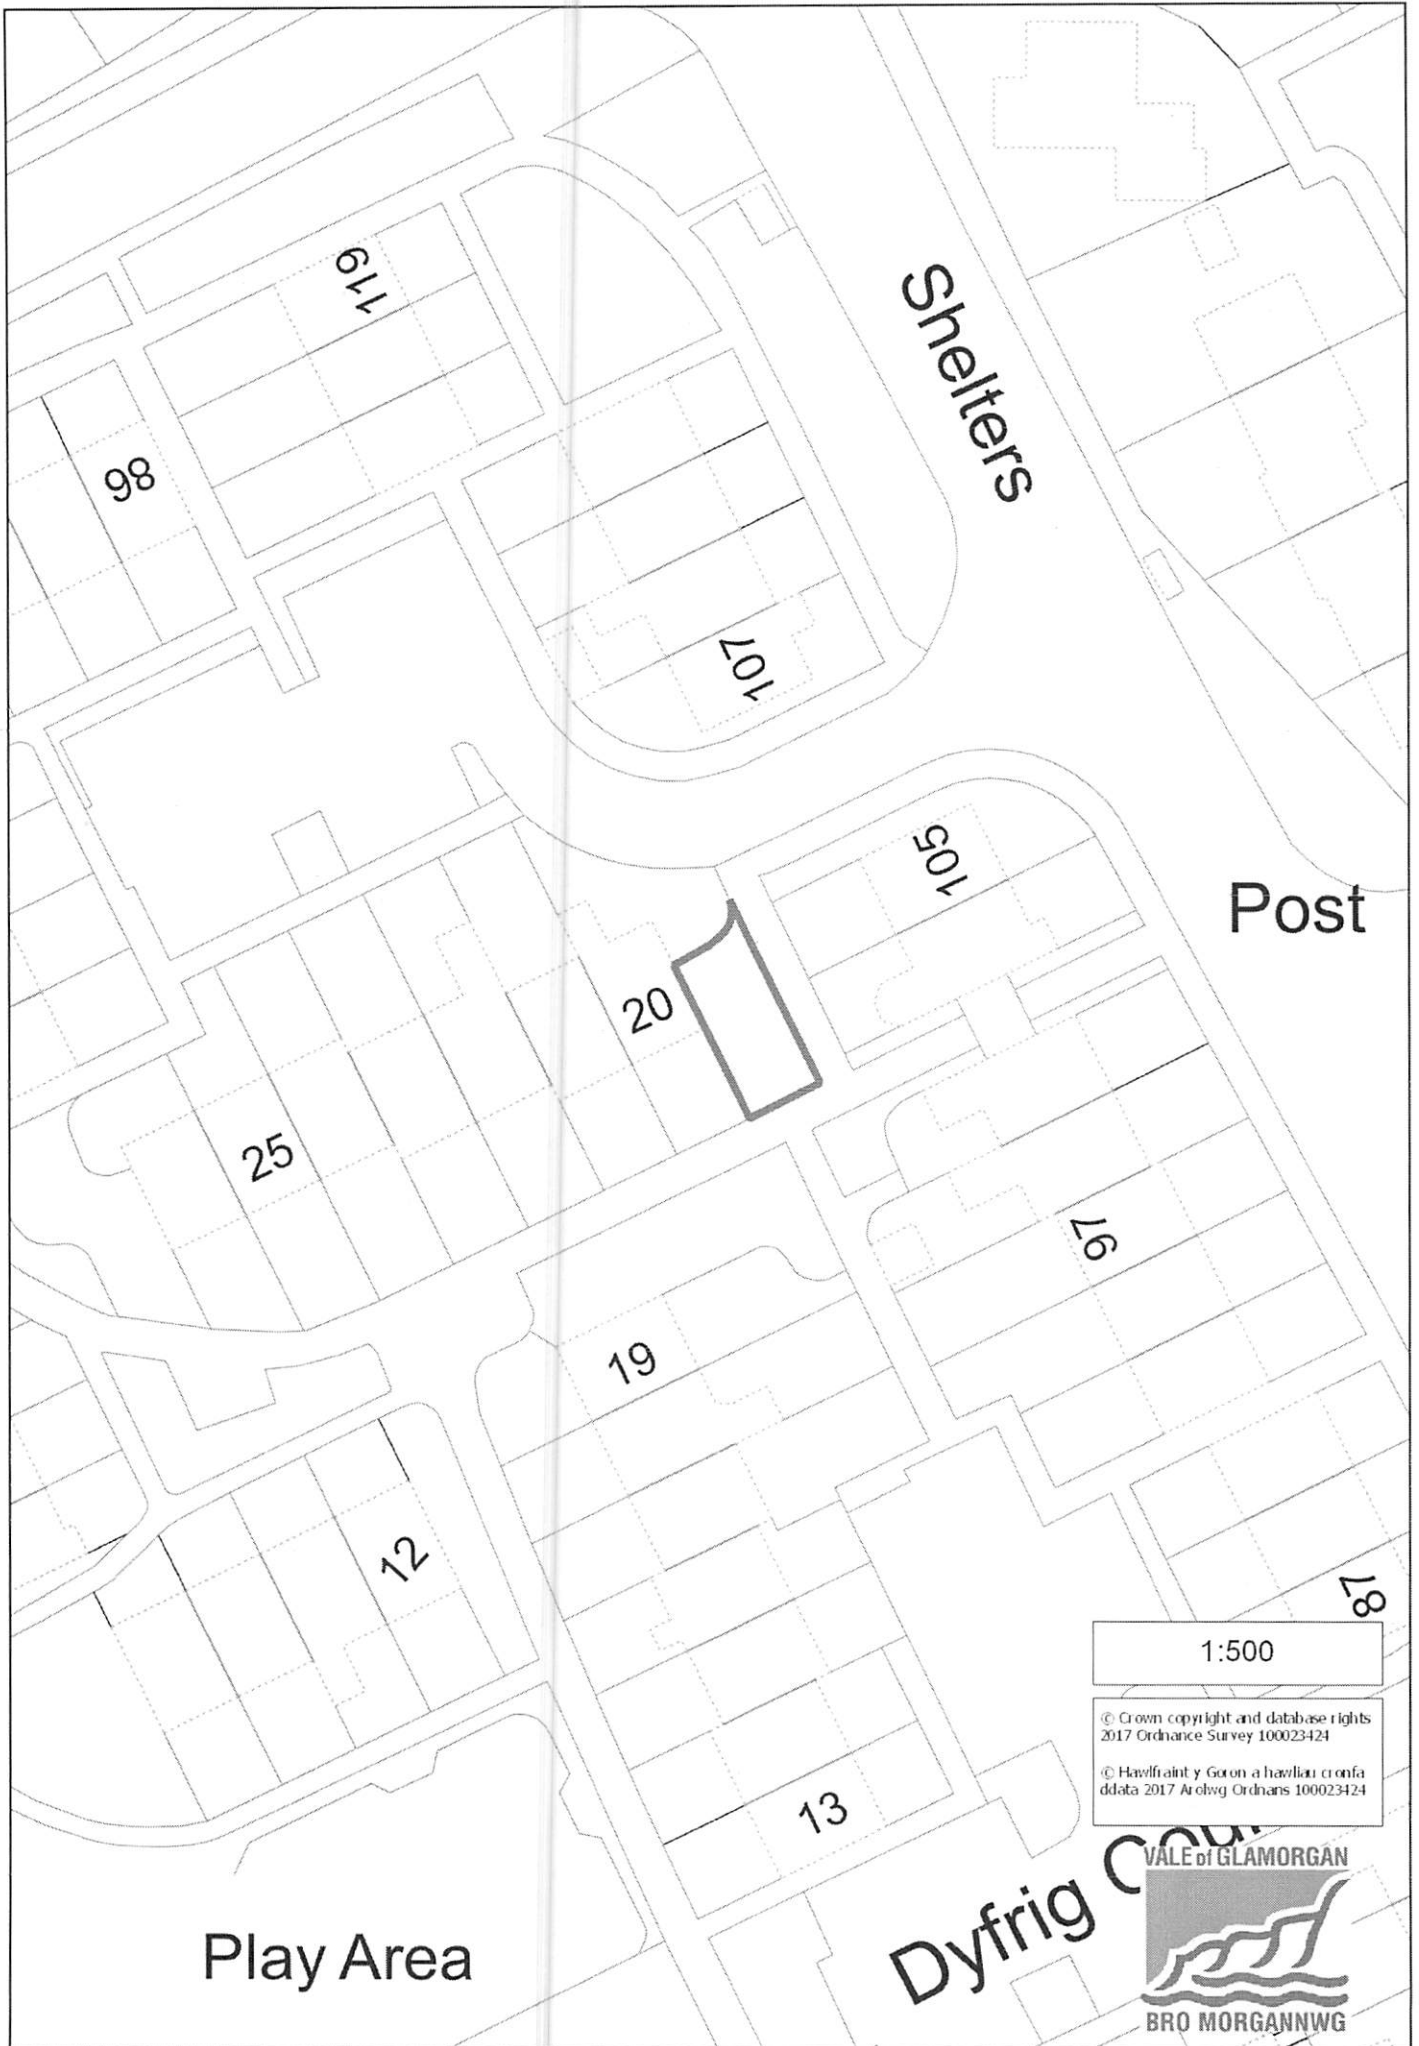 119
Shelters
98
107
105
Post
20
25
97
19
12
87
1:500
© Crown copyright and database rights
2017 Ordnance Survey 100023424
© Hawlfraint y Goron a hawliau cronfa
ddata 2017 Arolwg Ordnans 100023424
13
Dyfrig
VALE of GLAMORGAN
Play Area
BRO MORGANNWG